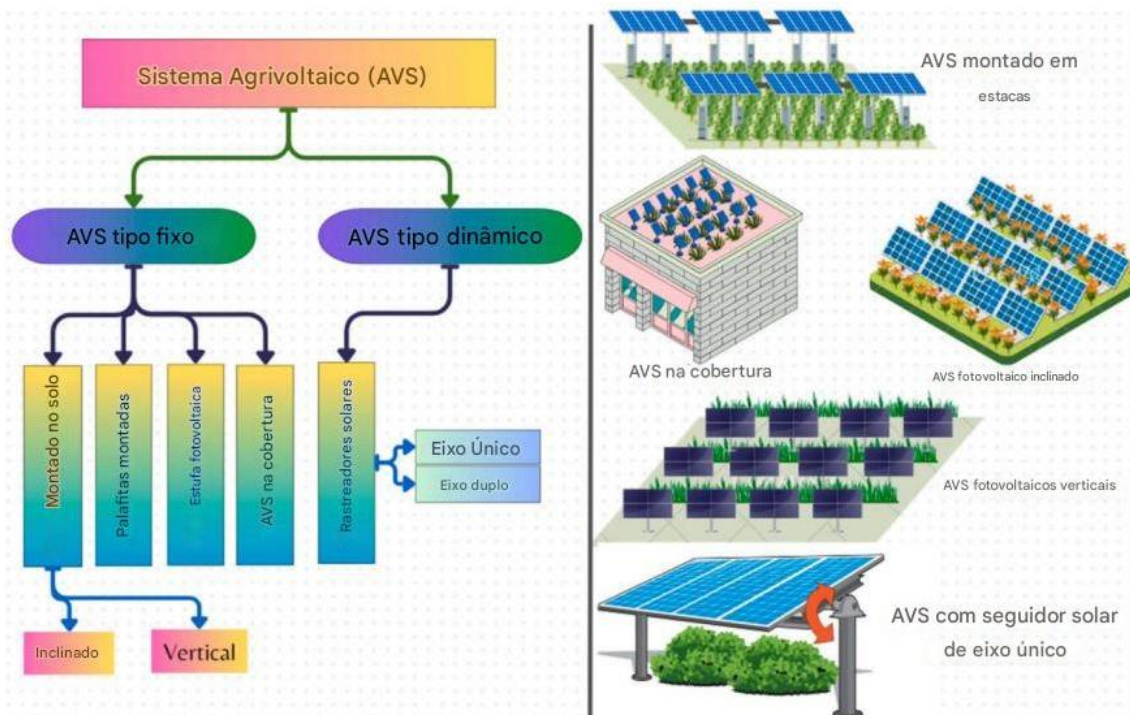 Sistema Agrivoltaico (AVS)
AVS tipo fixo
AVS tipo dinâmico
Montado no solo
Palafitas montadas
Estufa fotovoltaica
AVS na cobertura
Rastreadores solares
Eixo Único
Eixo duplo
Inclinado
Vertical
AVS montado em
estacas
AVS na cobertura
AVS fotovoltaico inclinado
AVS fotovoltaicos verticais
AVS com seguidor solar
de eixo único